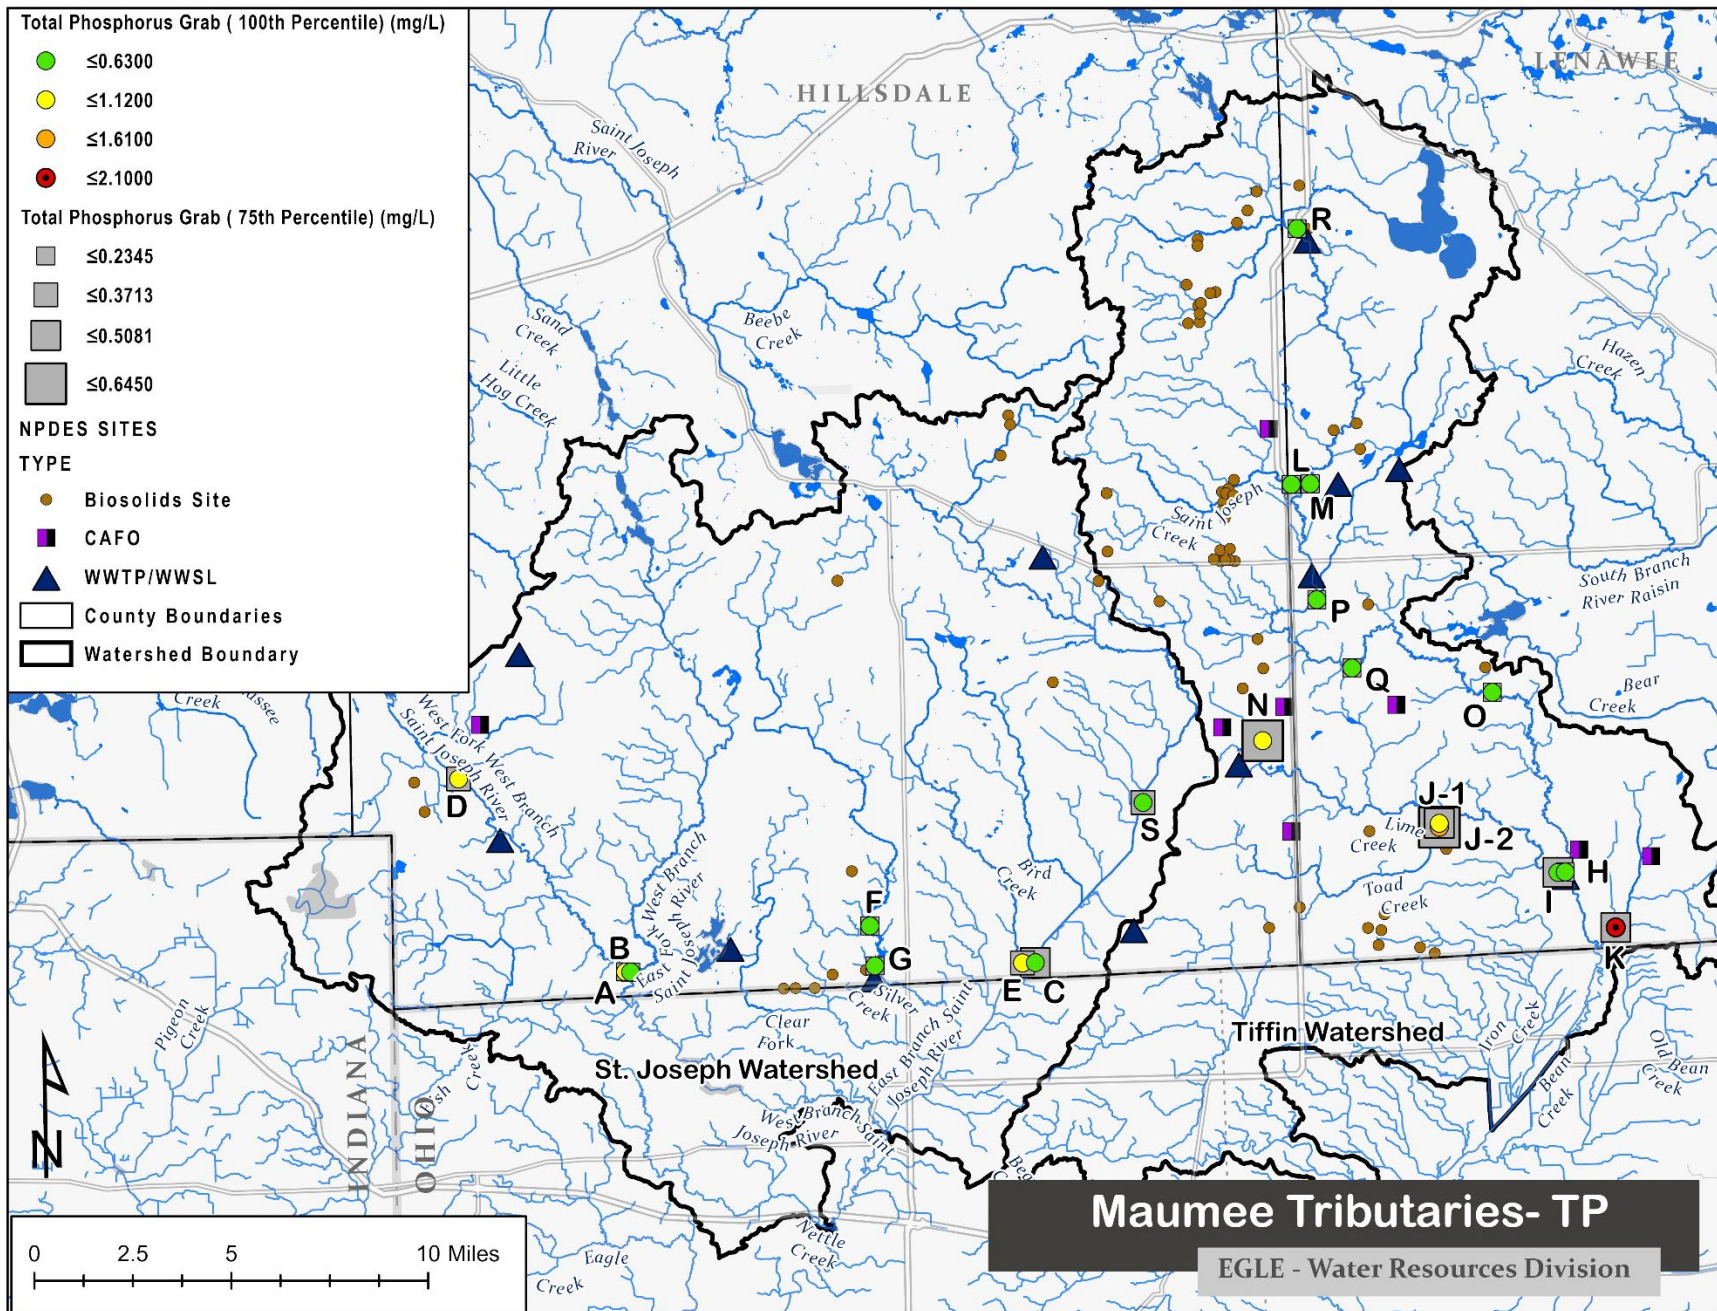 Total Phosphorus Grab ( 100th Percentile) (mg/L)
≤0.6300
≤1.1200
≤1.6100
≤2.1000
Total Phosphorus Grab ( 75th Percentile) (mg/L)
≤0.2345
≤0.3713
≤0.5081
≤0.6450
NPDES SITES
TYPE
Biosolids Site
CAFO
WWTP/WWSL
County Boundaries
Watershed Boundary
HILLSDALE
LENAWEE
Saint Joseph
River
Sand
Creek
Little
Hog Creek
Beebe
Creek
Hazen
Creek
R
L
M
Saint Joseph
Creek
South Branch
River Raisin
P
Q
O
Bear
Creek
N
Creek
West Fork West Branch
Saint Joseph River
D
S
J-1
J-2
Lime
Creek
Toad
Creek
H
I
K
Bird
Creek
East Fork West Branch
Saint Joseph River
F
G
B
A
E
C
Silver
Creek
Clear
Fork
East Branch Saint
Joseph River
St. Joseph Watershed
Tiffin Watershed
Pigeon
Creek
Fish
Creek
Iron
Creek
Bean
Creek
Old Bean
Creek
West Branch Saint
Joseph River
INDIANA
OHIO
N
Nettle
Creek
Eagle
Creek
0 2.5 5 10 Miles
Maumee Tributaries- TP
EGLE - Water Resources Division